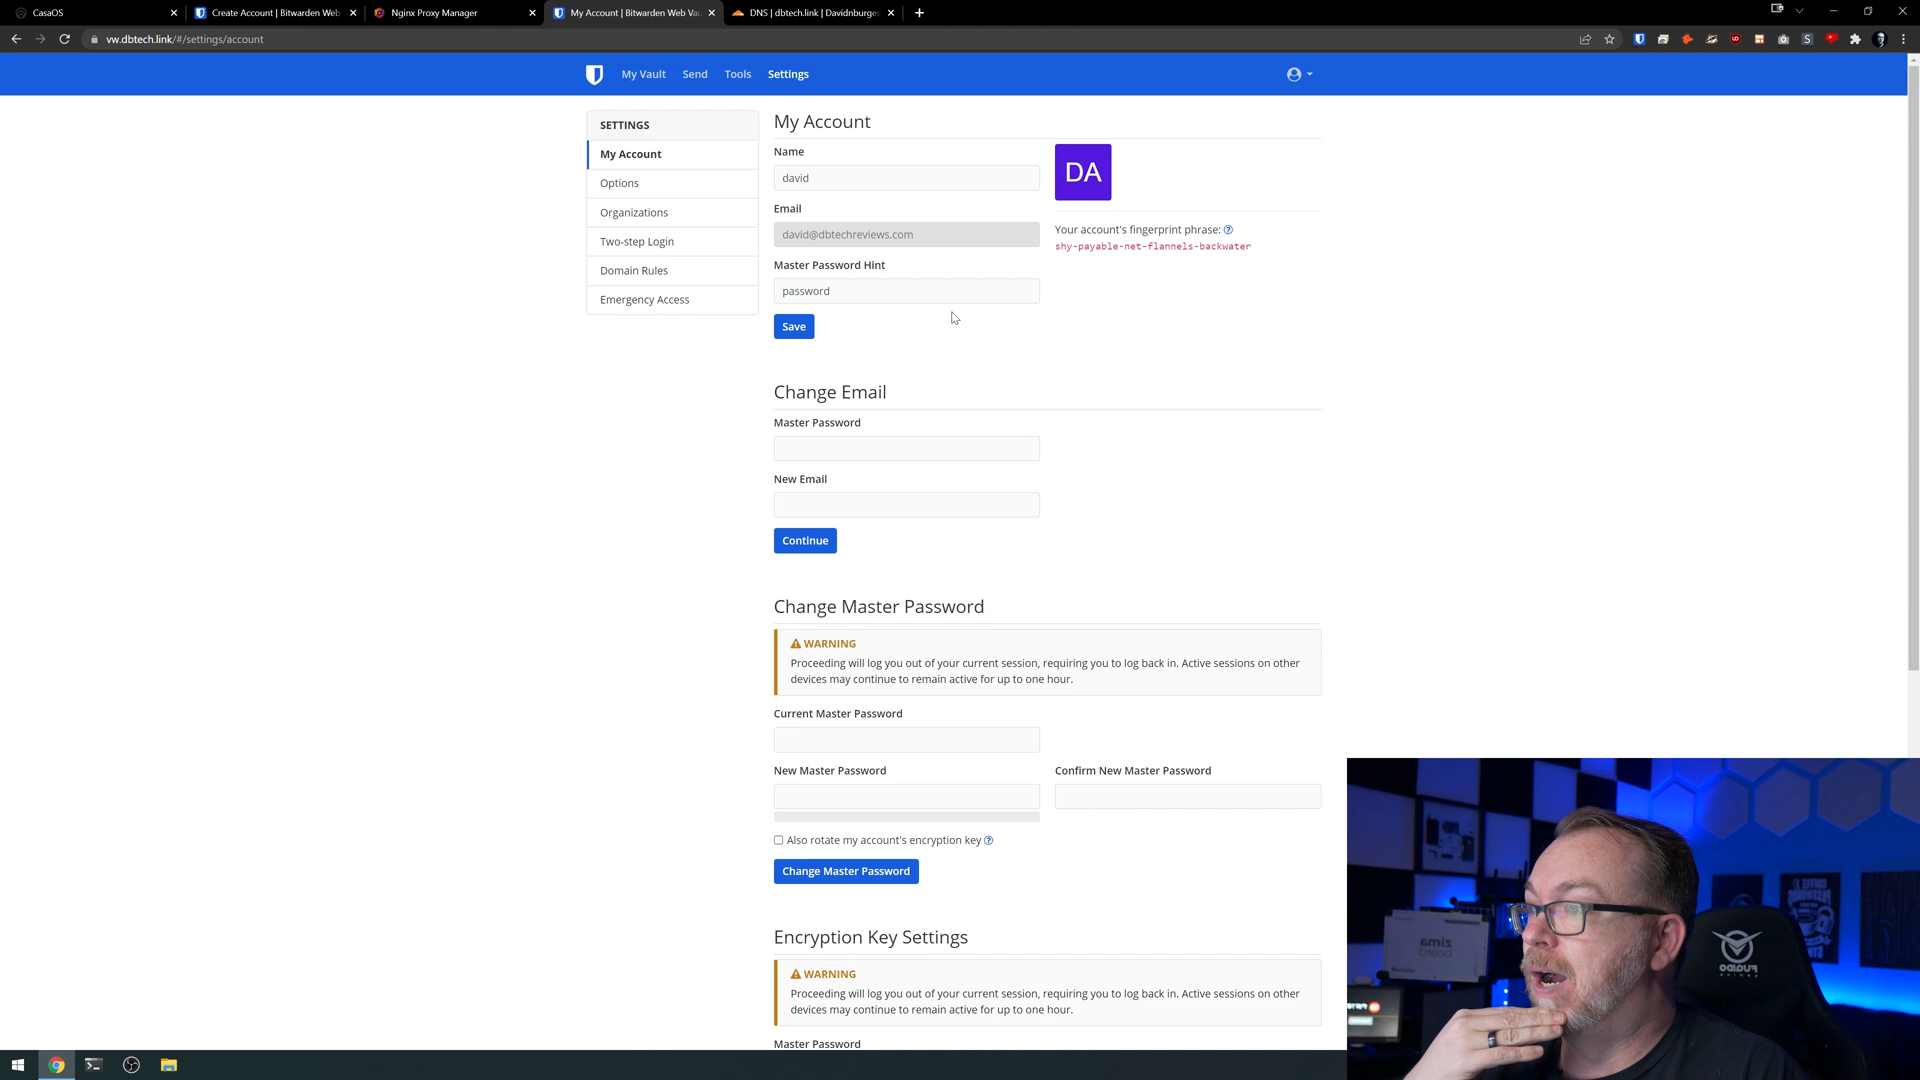 CasaOS
Create Account | Bitwarden Web
Nginx Proxy Manager
My Account | Bitwarden Web Vau
DNS | dbtech.link | Davidnburges
vw.dbtech.link/#/settings/account
My Vault
Send
Tools
Settings
SETTINGS
My Account
Options
Organizations
Two-step Login
Domain Rules
Emergency Access
My Account
Name
david
Email
david@dbtechreviews.com
Master Password Hint
password
Save
DA
Your account's fingerprint phrase:
shy-payable-net-flannels-backwater
Change Email
Master Password
New Email
Continue
Change Master Password
WARNING
Proceeding will log you out of your current session, requiring you to log back in. Active sessions on other
devices may continue to remain active for up to one hour.
Current Master Password
New Master Password
Confirm New Master Password
Also rotate my account's encryption key
Change Master Password
Encryption Key Settings
WARNING
Proceeding will log you out of your current session, requiring you to log back in. Active sessions on other
devices may continue to remain active for up to one hour.
Master Password
zima
board